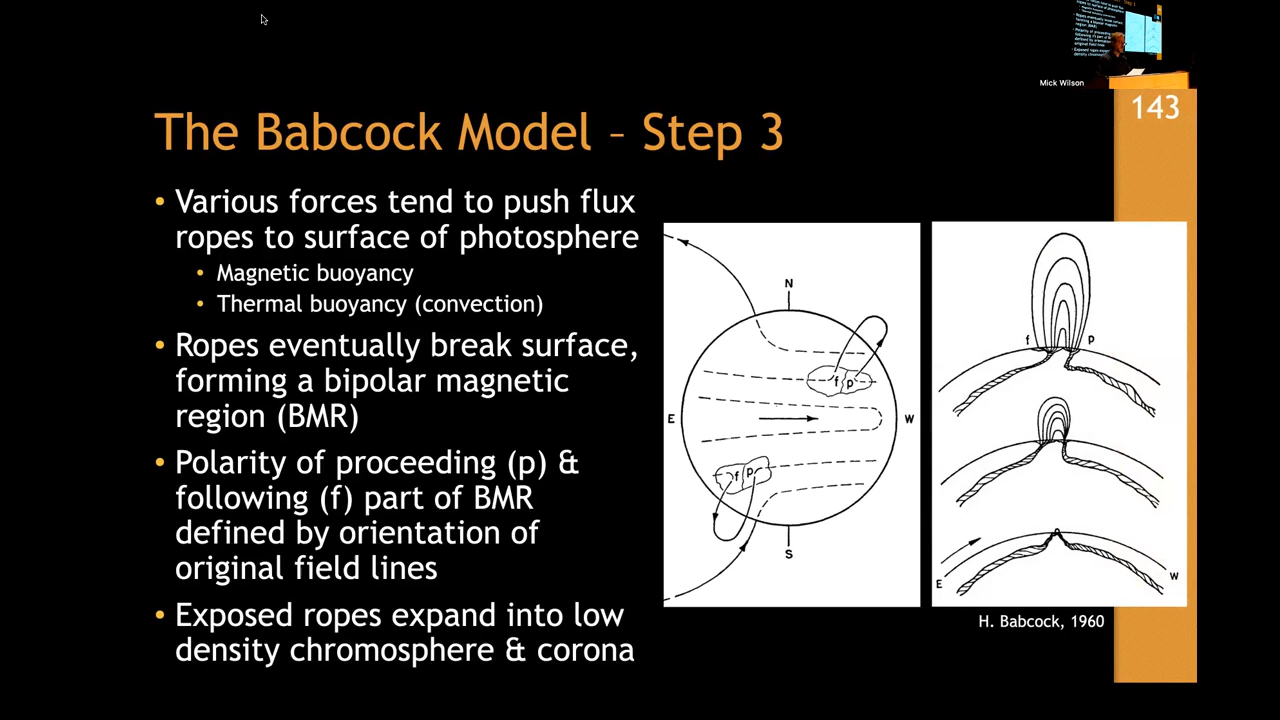 Mick Wilson
143
The Babcock Model – Step 3
• Various forces tend to push flux
ropes to surface of photosphere
• Magnetic buoyancy
• Thermal buoyancy (convection)
• Ropes eventually break surface,
forming a bipolar magnetic
region (BMR)
• Polarity of proceeding (p) &
following (f) part of BMR
defined by orientation of
original field lines
• Exposed ropes expand into low
density chromosphere & corona
N
f p
E W
f p
S
f p
E W
H. Babcock, 1960